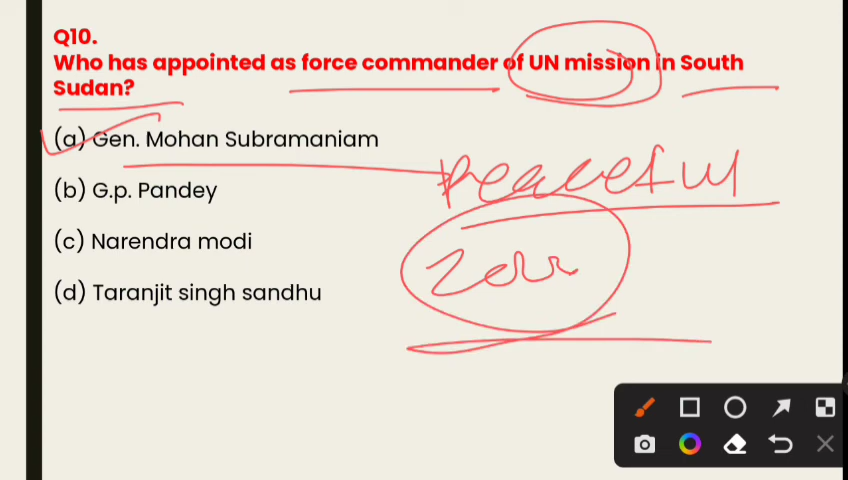 Q10.
Who has appointed as force commander of UN mission in South
Sudan?
(a) Gen. Mohan Subramaniam
peaceful
(b) G.p. Pandey
(c) Narendra modi
(d) Taranjit singh sandhu